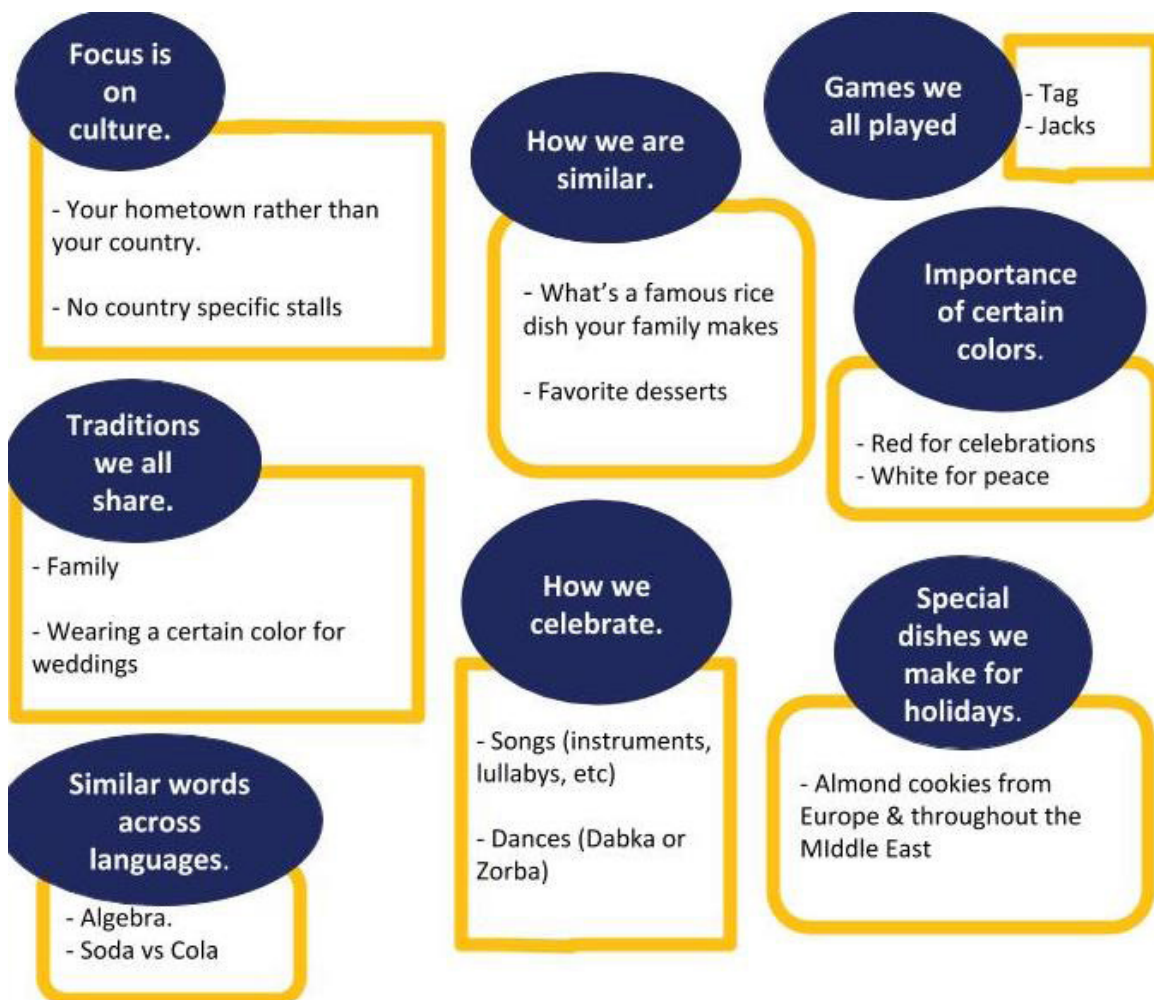 Focus is
on
culture.
- Your hometown rather than
your country.
- No country specific stalls
How we are
similar.
- What's a famous rice
dish your family makes
- Favorite desserts
Games we
all played
- Tag
- Jacks
Importance
of certain
colors.
- Red for celebrations
- White for peace
Traditions
we all
share.
- Family
- Wearing a certain color for
weddings
How we
celebrate.
- Songs (instruments,
lullabys, etc)
- Dances (Dabka or
Zorba)
Special
dishes we
make for
holidays.
- Almond cookies from
Europe & throughout the
MIddle East
Similar words
across
languages.
- Algebra.
- Soda vs Cola